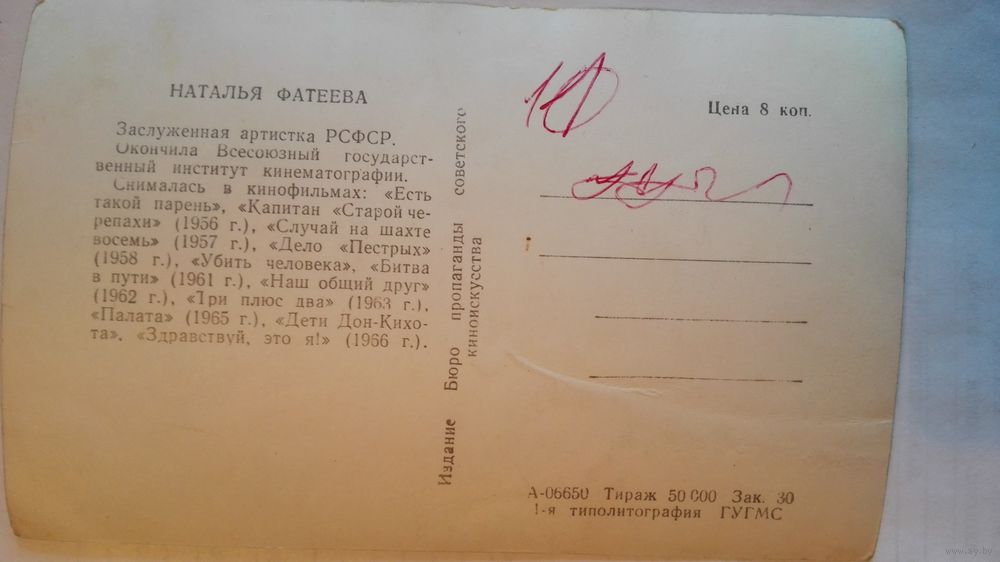 НАТАЛЬЯ ФАТЕЕВА
Заслуженная артистка РСФСР.
Окончила Всесоюзный государст-
венный институт кинематографии.
Снималась в кинофильмах: «Есть
такой парень», «Капитан «Старой че-
репахи» (1956 г.), «Случай на шахте
восемь» (1957 г.), «Дело «Пестрых»
(1958 г.), «Убить человека», «Битва
в пути» (1961 г.), «Наш общий друг»
(1962 г.), «Три плюс два» (1963 г.),
«Палата» (1965 г.), «Дети Дон-Кихо-
та», «Здравствуй, это я!» (1966 г.).
Издание Бюро пропаганды советского
киноискусства
Цена 8 коп.
А-06650 Тираж 50 000 Зак. 30
1-я типолитография ГУГМС
www.ay.by